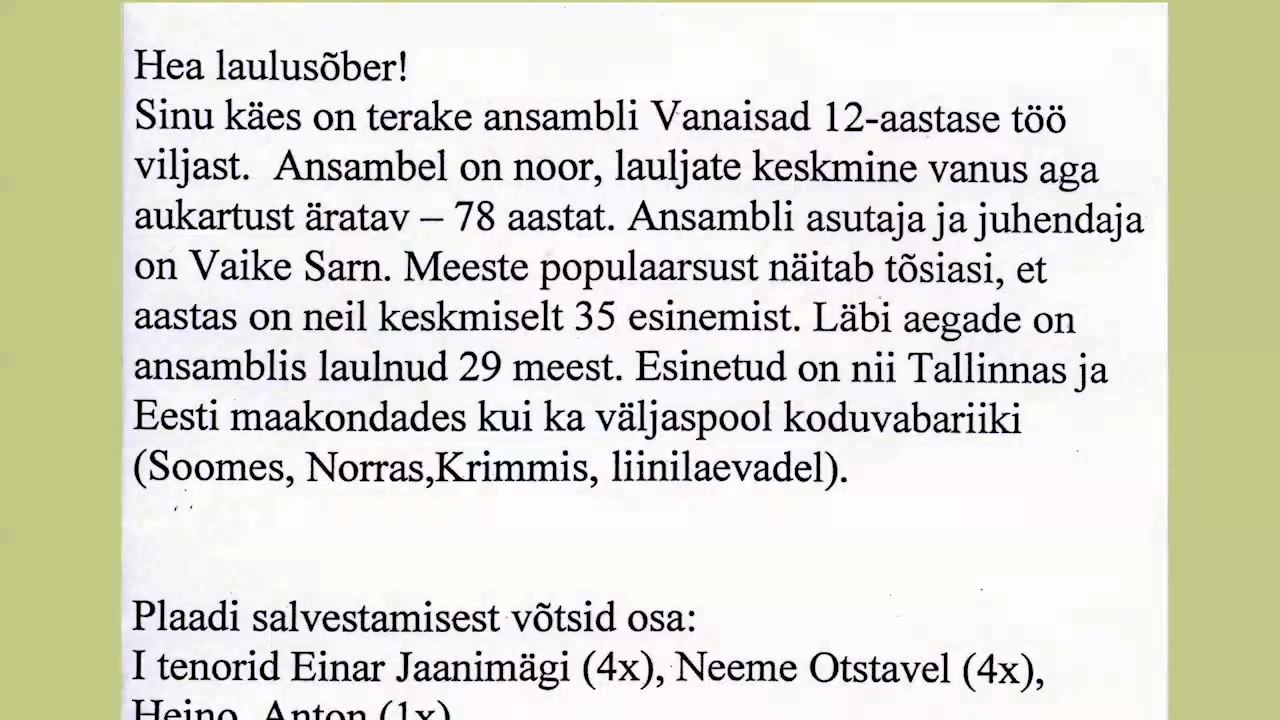 Hea laulusõber!
Sinu käes on terake ansambli Vanaisad 12-aastase töö
viljast.  Ansambel on noor, lauljate keskmine vanus aga
aukartust äratav – 78 aastat. Ansambli asutaja ja juhendaja
on Vaike Sarn. Meeste populaarsust näitab tõsiasi, et
aastas on neil keskmiselt 35 esinemist. Läbi aegade on
ansamblis laulnud 29 meest. Esinetud on nii Tallinnas ja
Eesti maakondades kui ka väljaspool koduvabariiki
(Soomes, Norras,Krimmis, liinilaevadel).
Plaadi salvestamisest võtsid osa:
I tenorid Einar Jaanimägi (4x), Neeme Otstavel (4x),
Heino  Anton (1x)